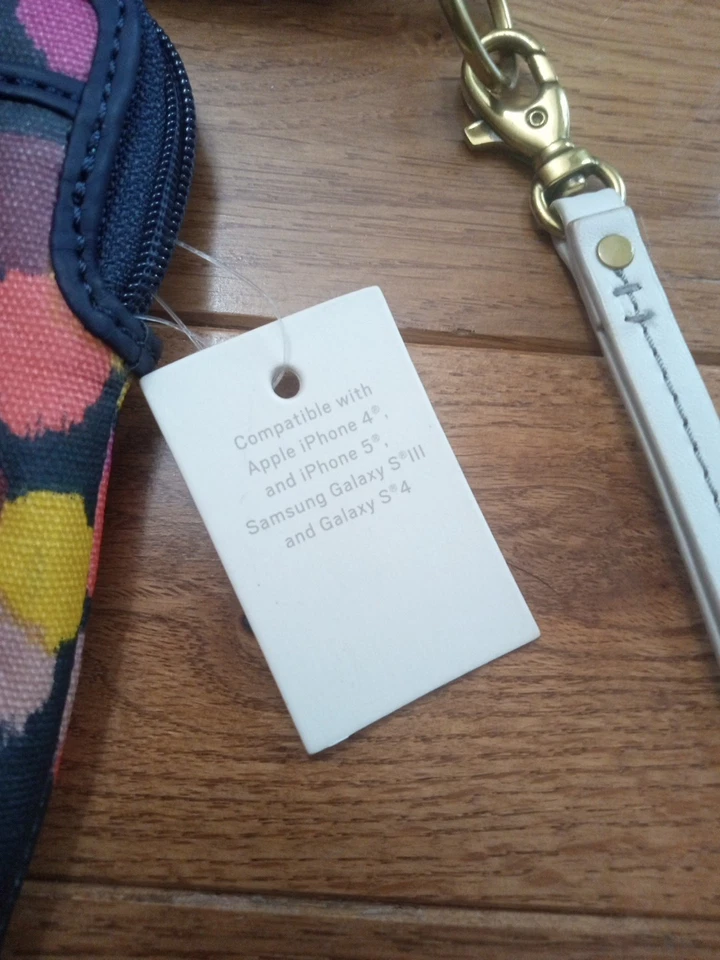 Compatible with
Apple iPhone 4®,
and iPhone 5®,
Samsung Galaxy S®III
and Galaxy S®4